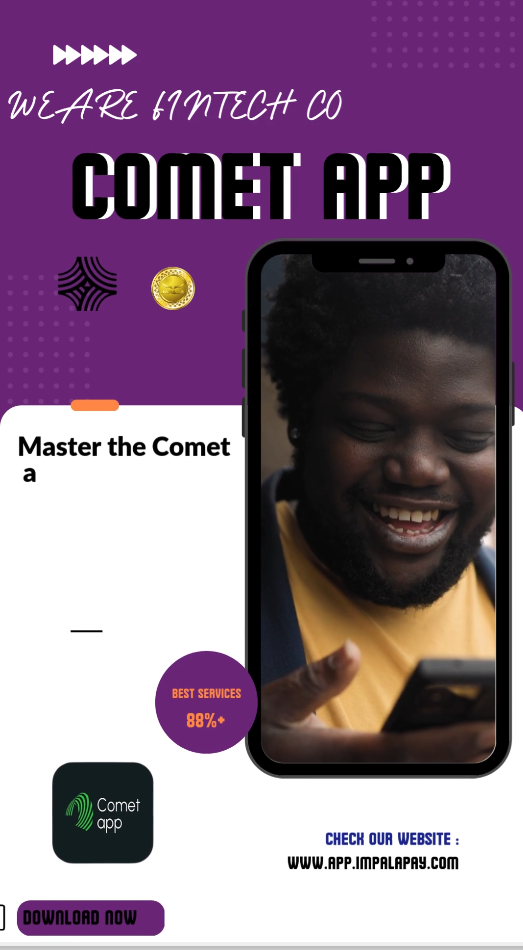 WEARE fINTECH CO
COMET APP
Master the Comet
a
BEST SERVICES
88%+
Comet
app
CHECK OUR WEBSITE :
WWW.APP.IMPALAPAY.COM
DOWNLOAD NOW